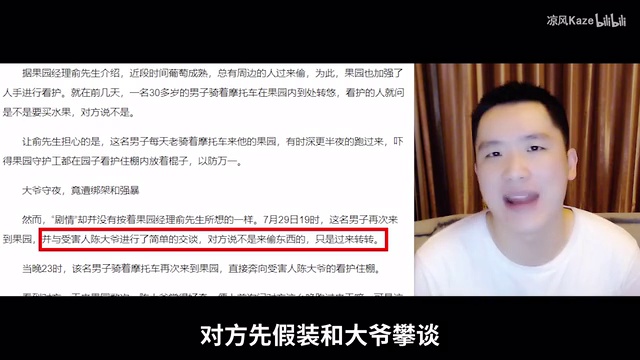 凉风Kaze bilibili
据果园经理俞先生介绍，近段时间葡萄成熟，总有周边的人过来偷，为此，果园也加强了
人手进行看护。就在前几天，一名30多岁的男子骑着摩托车在果园内到处转悠，看护的人就问
是不是要买水果，对方说不是。
让俞先生担心的是，这名男子每天老骑着摩托车来他的果园，有时深更半夜的跑过来，吓
得果园守护工都在园子看护住棚内放着棍子，以防万一。
大爷守夜，竟遭绑架和强暴
然而，“剧情”却并没有按着果园经理俞先生所想的一样。7月29日19时，这名男子再次来
到果园，并与受害人陈大爷进行了简单的交谈，对方说不是来偷东西的，只是过来转转。
当晚23时，该名男子骑着摩托车再次来到果园，直接奔向受害人陈大爷的看护住棚。
对方先假装和大爷攀谈